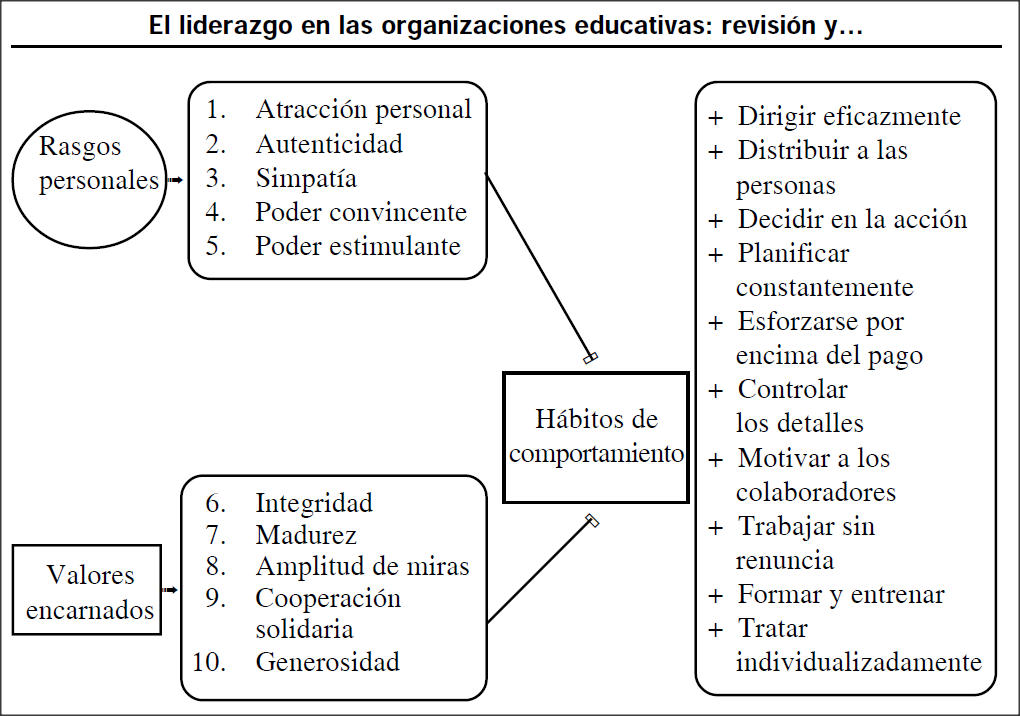 El liderazgo en las organizaciones educativas: revisión y...
Rasgos
personales
1. Atracción personal
2. Autenticidad
3. Simpatía
4. Poder convincente
5. Poder estimulante
Valores
encarnados
6. Integridad
7. Madurez
8. Amplitud de miras
9. Cooperación
solidaria
10. Generosidad
Hábitos de
comportamiento
+ Dirigir eficazmente
+ Distribuir a las
personas
+ Decidir en la acción
+ Planificar
constantemente
+ Esforzarse por
encima del pago
+ Controlar
los detalles
+ Motivar a los
colaboradores
+ Trabajar sin
renuncia
+ Formar y entrenar
+ Tratar
individualizadamente